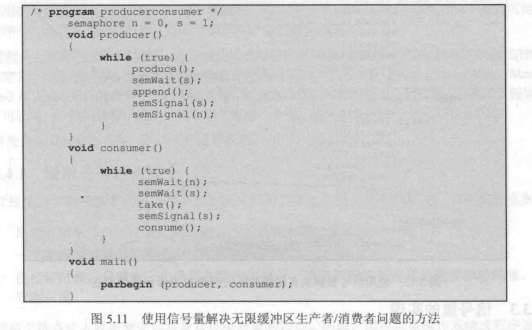 /* program producerconsumer */
semaphore n = 0, s = 1;
void producer()
{
while (true) {
produce();
semWait(s);
append();
semSignal(s);
semSignal(n);
}
}
void consumer()
{
while (true) {
semWait(n);
semWait(s);
take();
semSignal(s);
consume();
}
}
void main()
{
parbegin (producer, consumer);
}
图 5.11 使用信号量解决无限缓冲区生产者/消费者问题的方法